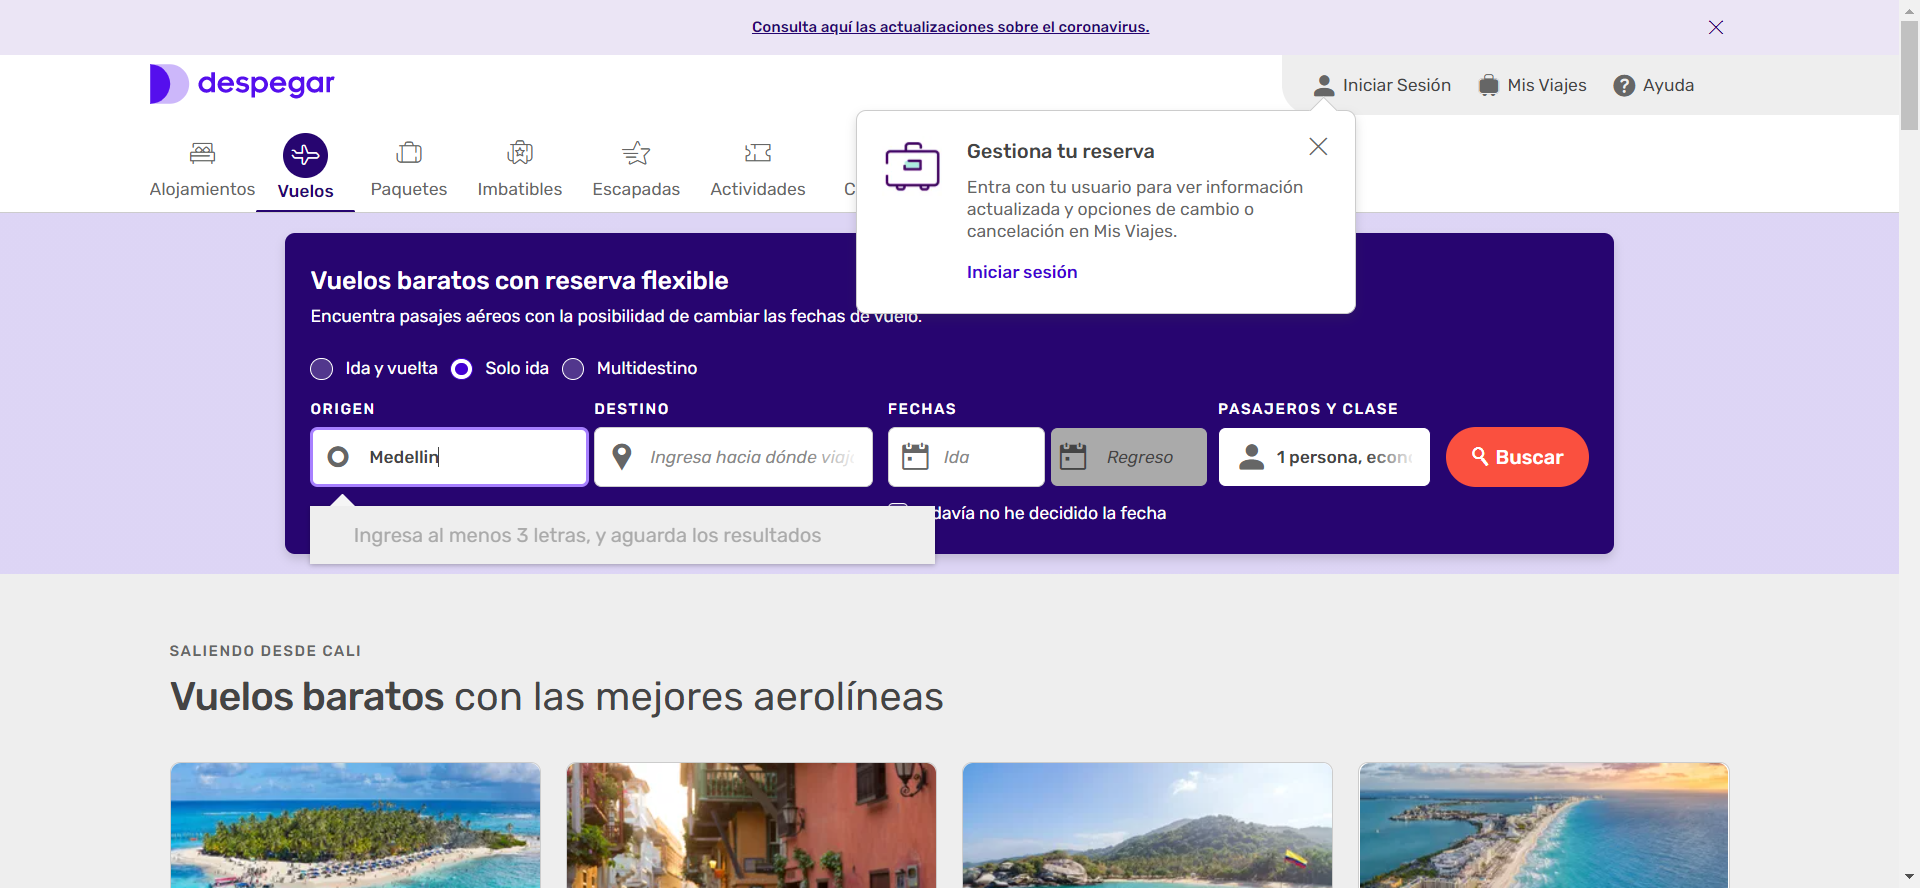 Consulta aquí las actualizaciones sobre el coronavirus.
despegar
Iniciar Sesión
Mis Viajes
Ayuda
Alojamientos
Vuelos
Paquetes
Imbatibles
Escapadas
Actividades
C
Gestiona tu reserva
Entra con tu usuario para ver información
actualizada y opciones de cambio o
cancelación en Mis Viajes.
Iniciar sesión
Vuelos baratos con reserva flexible
Encuentra pasajes aéreos con la posibilidad de cambiar las fechas de vuelo.
Ida y vuelta
Solo ida
Multidestino
ORIGEN
DESTINO
FECHAS
PASAJEROS Y CLASE
Medellin
Ingresa hacia dónde viaj
Ida
Regreso
1 persona, econ
Buscar
davía no he decidido la fecha
Ingresa al menos 3 letras, y aguarda los resultados
SALIENDO DESDE CALI
Vuelos baratos con las mejores aerolíneas